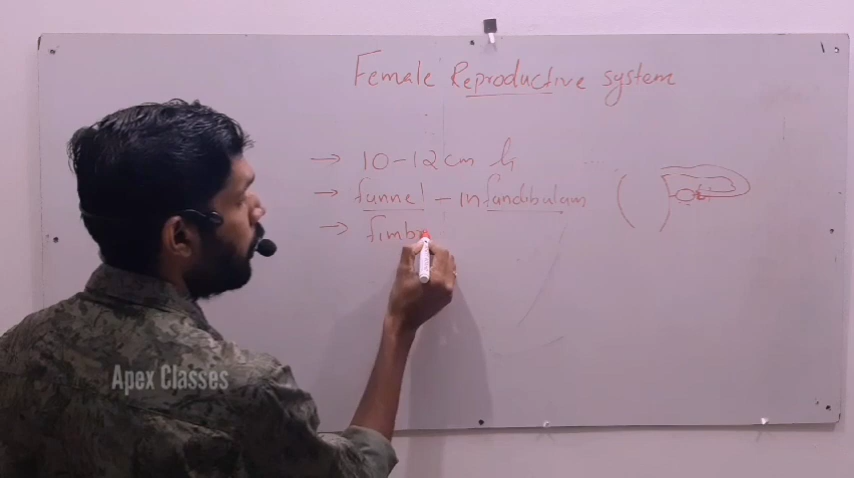 Female Reproductive system
→ 10-12 cm
→ funnel - infundibulum
→ fimbr
Apex Classes